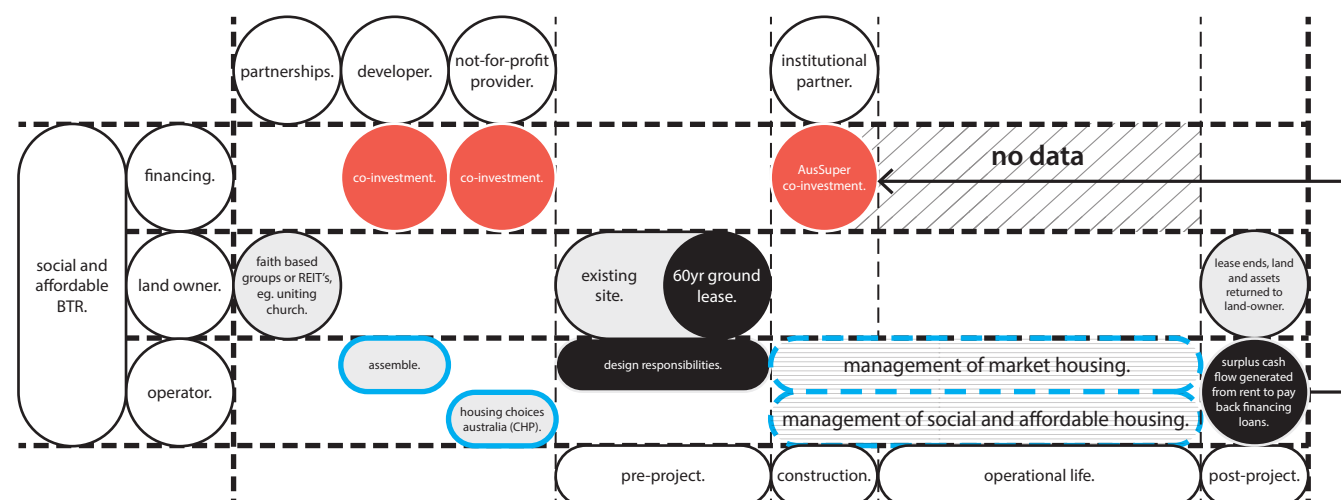 partnerships.
developer.
not-for-profit
provider.
institutional
partner.
social and
affordable
BTR.
financing.
co-investment.
co-investment.
AusSuper
co-investment.
no data
land owner.
faith based
groups or REIT's,
eg. uniting
church.
existing
site.
60yr ground
lease.
lease ends, land
and assets
returned to
land-owner.
operator.
assemble.
housing choices
australia (CHP).
design responsibilities.
management of market housing.
management of social and affordable housing.
surplus cash
flow generated
from rent to pay
back financing
loans.
pre-project.
construction.
operational life.
post-project.